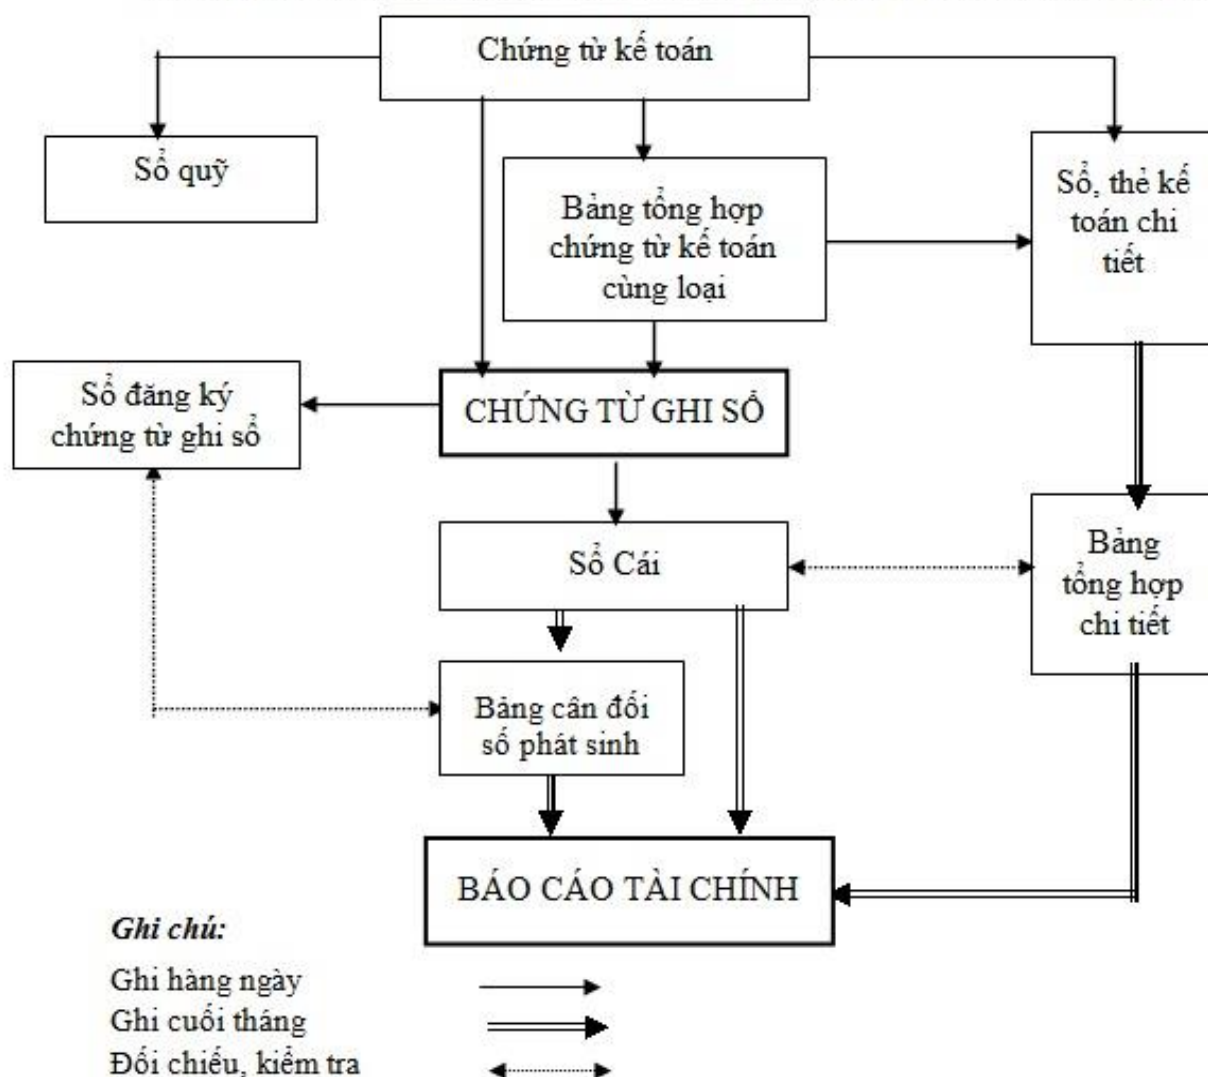 Chứng từ kế toán
Sổ quỹ
Bảng tổng hợp
chứng từ kế toán
cùng loại
Sổ, thẻ kế
toán chi
tiết
Sổ đăng ký
chứng từ ghi sổ
CHỨNG TỪ GHI SỔ
Sổ Cái
Bảng
tổng hợp
chi tiết
Bảng cân đối
số phát sinh
BÁO CÁO TÀI CHÍNH
Ghi chú:
Ghi hàng ngày
Ghi cuối tháng
Đối chiếu, kiểm tra